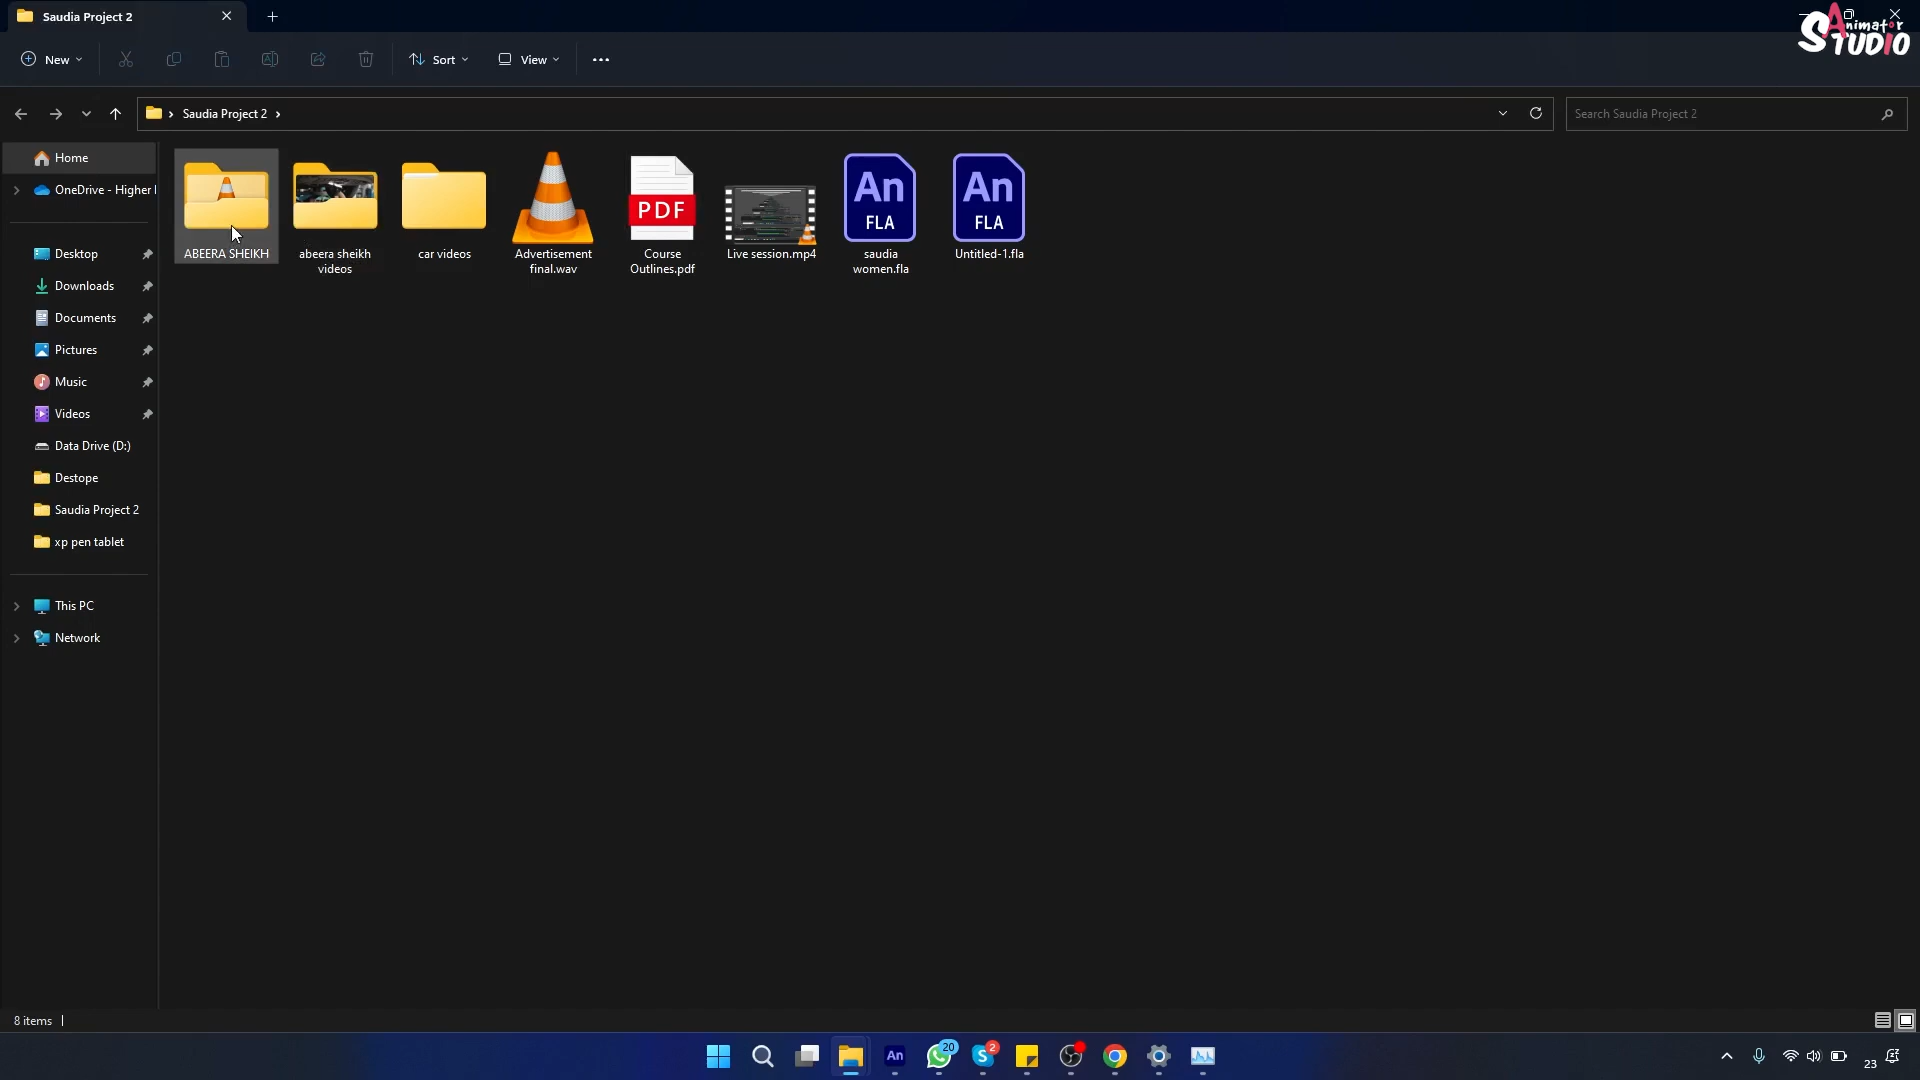 Saudia Project 2
Animator
STUDIO
New
Sort
View
Saudia Project 2
Search Saudia Project 2
Home
OneDrive - Higher
Desktop
Downloads
Documents
Pictures
Music
Videos
Data Drive (D:)
Destope
Saudia Project 2
xp pen tablet
This PC
Network
ABEERA SHEIKH
abeera sheikh
videos
car videos
Advertisement
final.wav
PDF
Course
Outlines.pdf
Live session.mp4
An
FLA
saudia
women.fla
An
FLA
Untitled-1.fla
8 items
An
20
S
2
23